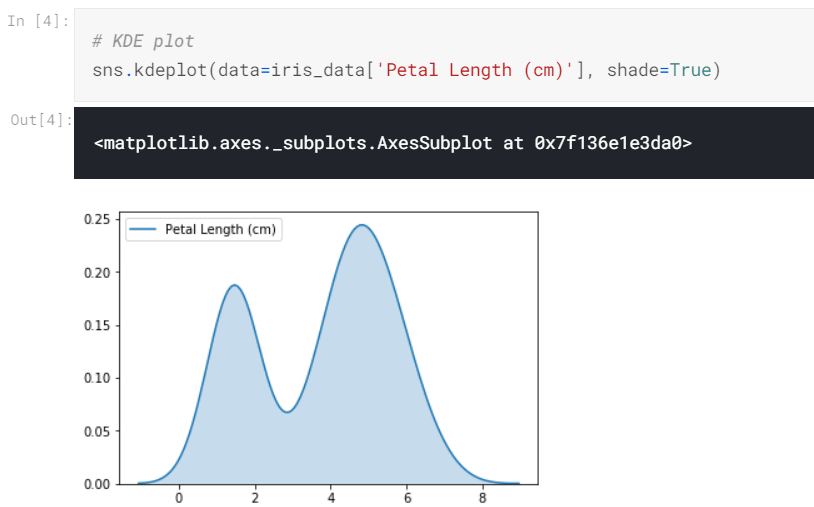 In [4]:
# KDE plot
sns.kdeplot(data=iris_data['Petal Length (cm)'], shade=True)
Out[4]:
<matplotlib.axes._subplots.AxesSubplot at 0x7f136e1e3da0>
Petal Length (cm)
0.25
0.20
0.15
0.10
0.05
0.00
0 2 4 6 8